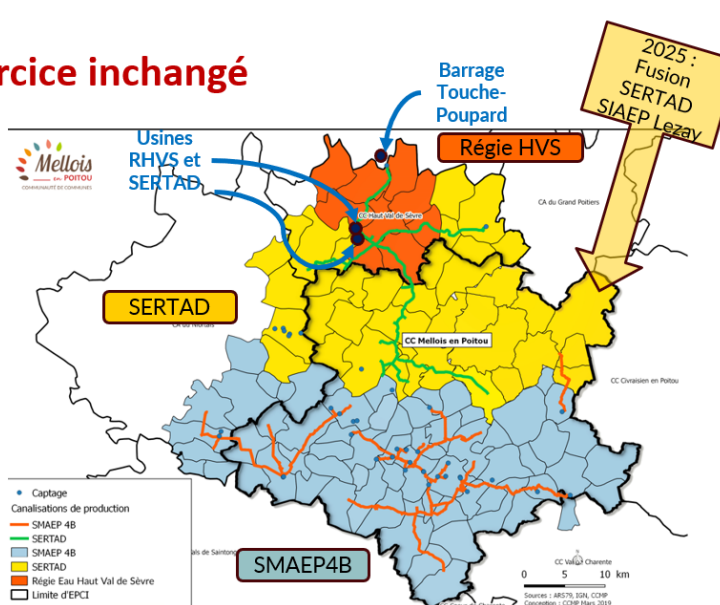 rcice inchangé
Barrage
Touche-
Poupard
2025 :
Fusion
SERTAD
SIAEP Lezay
Mellois
en POITOU
COMMUNAUTÉ DE COMMUNES
Usines
RHVS et
SERTAD
Régie HVS
CA du Grand Poitiers
CC Haut Val de Sèvre
SERTAD
CA du Niortais
CC Mellois en Poitou
CC Civraisien en Poitou
Captage
Canalisations de production
SMAEP 4B
SERTAD
SMAEP 4B
SERTAD
Régie Eau Haut Val de Sèvre
Limite d'EPCI
als de Saintong
SMAEP4B
CC Val de Charente
0 5 10 km
Sources : ARS79, IGN, CCMP
Conception : CCMP Mars 2019